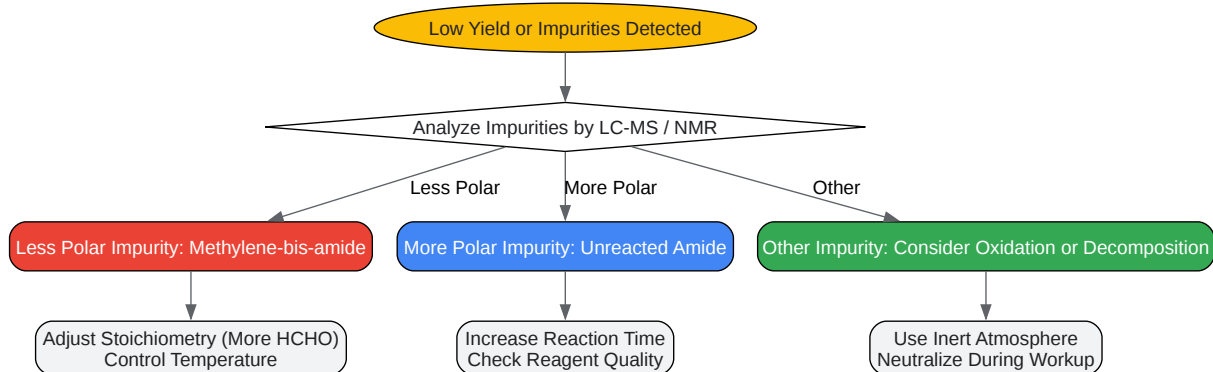 Low Yield or Impurities Detected
Analyze Impurities by LC-MS / NMR
Less Polar
More Polar
Other
Less Polar Impurity: Methylene-bis-amide
More Polar Impurity: Unreacted Amide
Other Impurity: Consider Oxidation or Decomposition
Adjust Stoichiometry (More HCHO)
Control Temperature
Increase Reaction Time
Check Reagent Quality
Use Inert Atmosphere
Neutralize During Workup